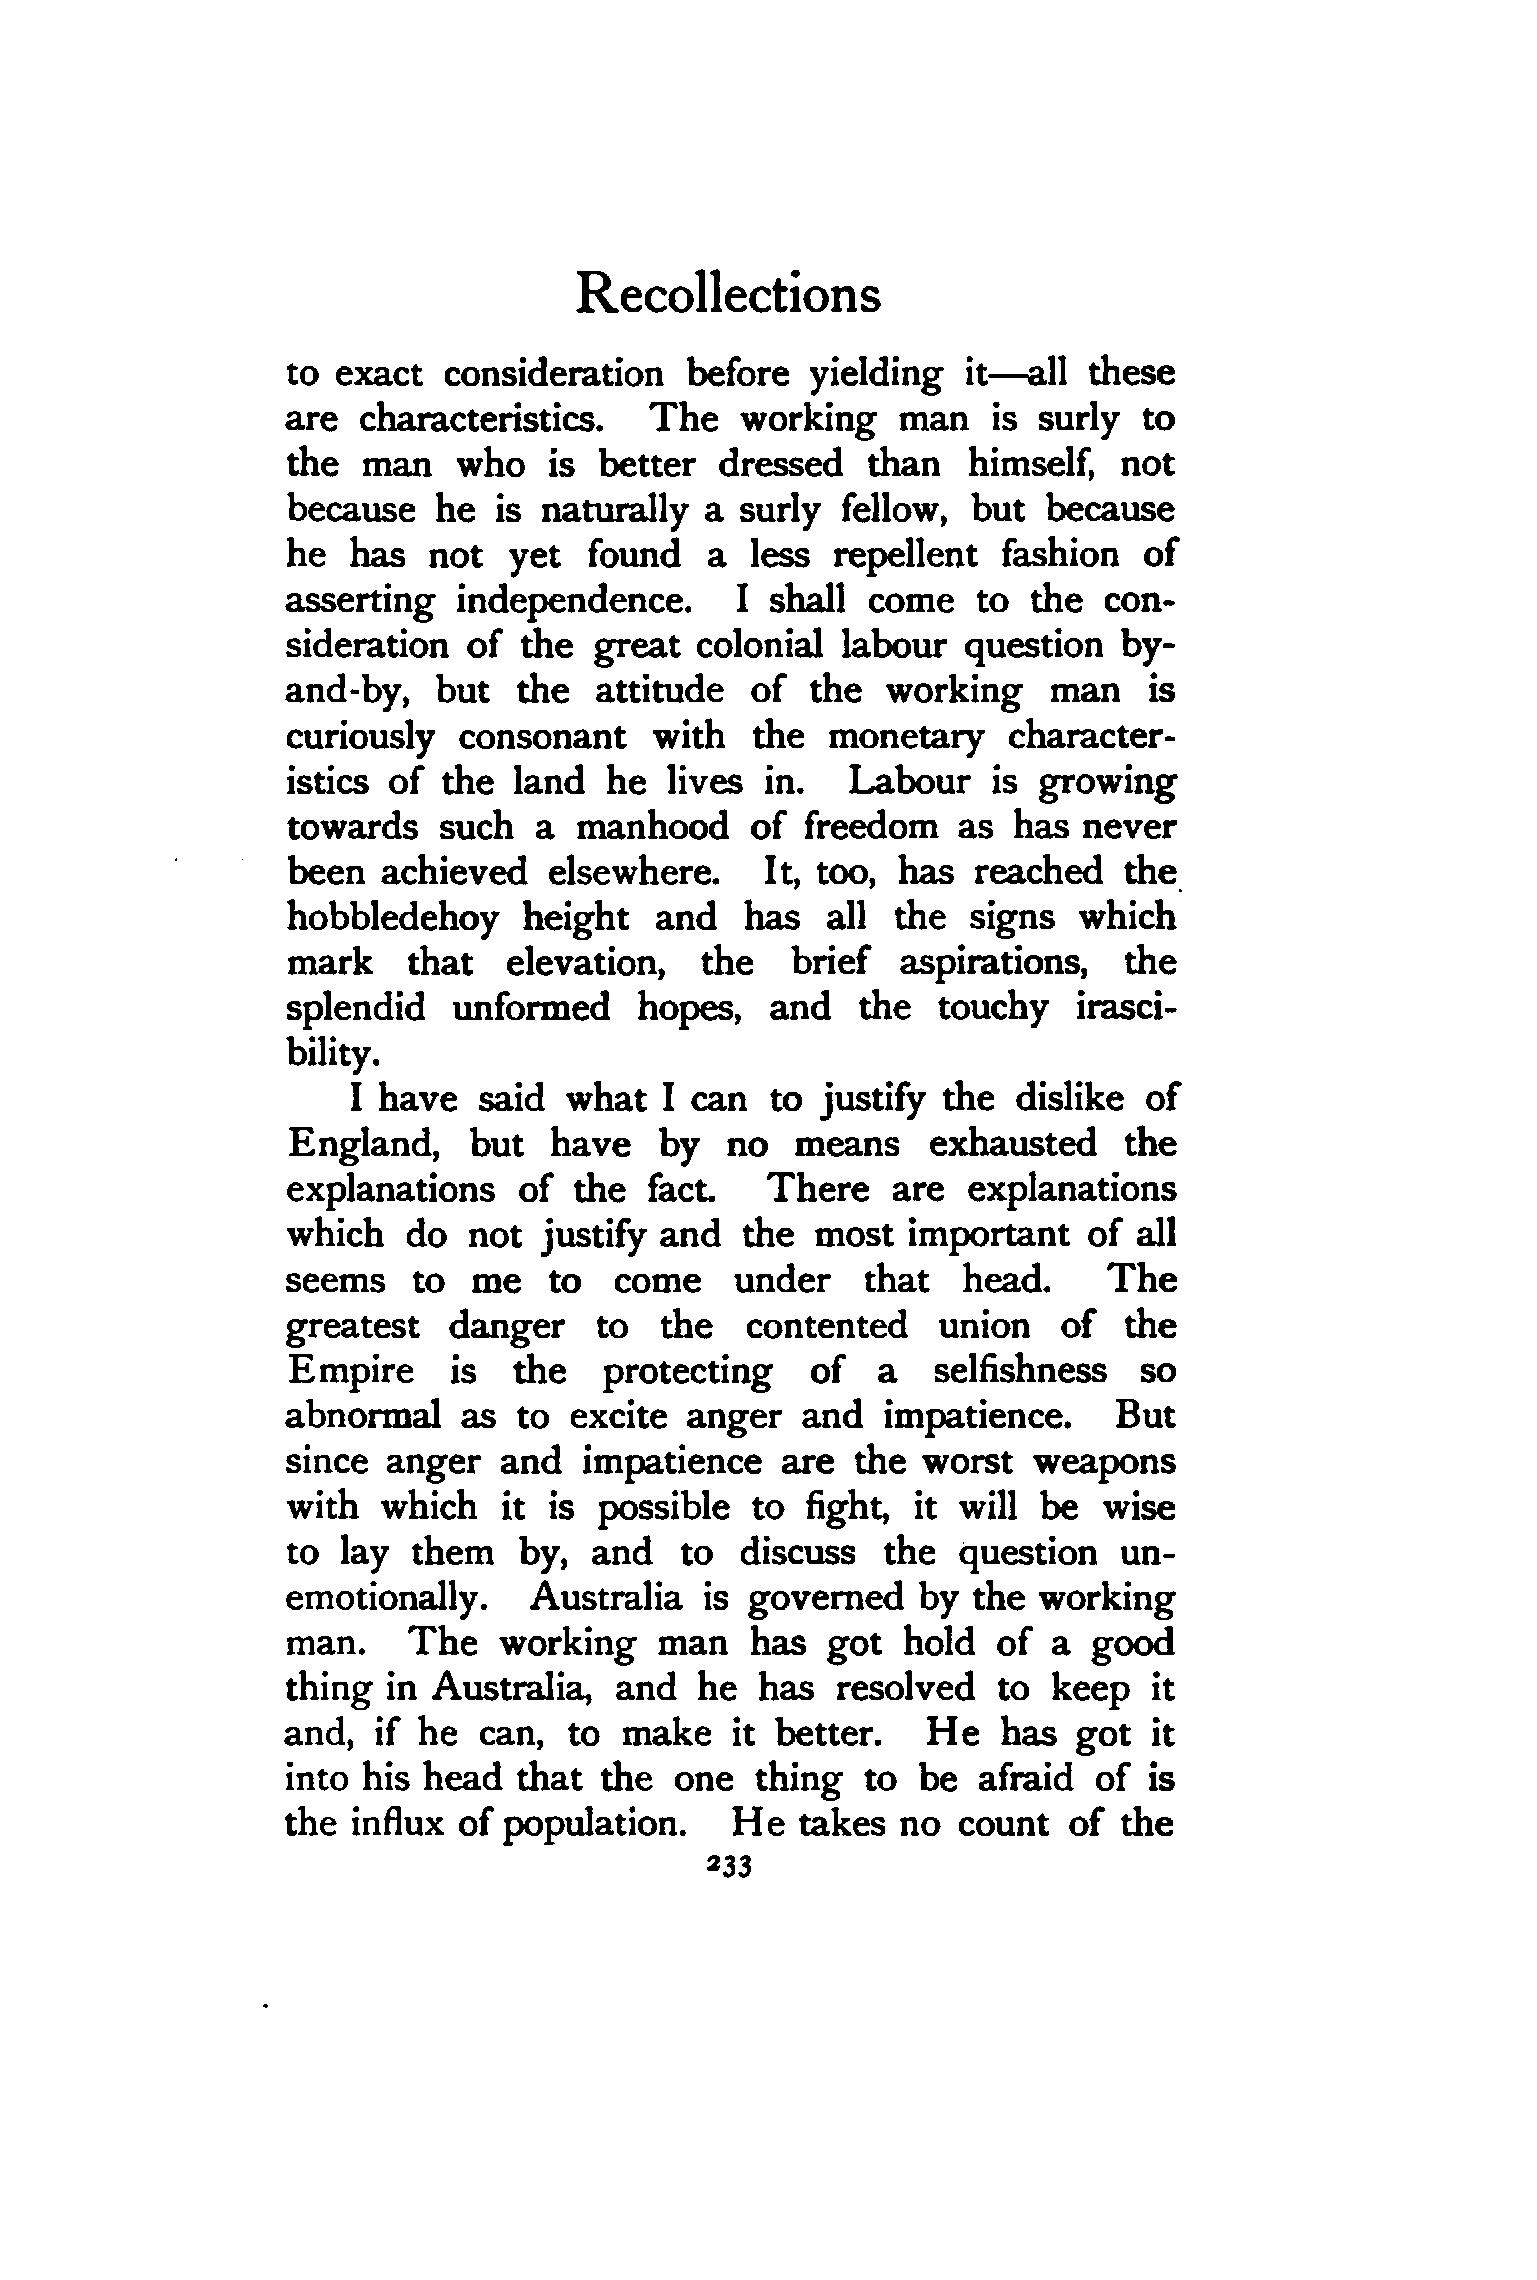 Recollections
to exact consideration before yielding it—all these
are characteristics. The working man is surly to
the man who is better dressed than himself, not
because he is naturally a surly fellow, but because
he has not yet found a less repellent fashion of
asserting independence. I shall come to the con-
sideration of the great colonial labour question by-
and-by, but the attitude of the working man is
curiously consonant with the monetary character-
istics of the land he lives in. Labour is growing
towards such a manhood of freedom as has never
been achieved elsewhere. It, too, has reached the
hobbledehoy height and has all the signs which
mark that elevation, the brief aspirations, the
splendid unformed hopes, and the touchy irasci-
bility.
I have said what I can to justify the dislike of
England, but have by no means exhausted the
explanations of the fact. There are explanations
which do not justify and the most important of all
seems to me to come under that head. The
greatest danger to the contented union of the
Empire is the protecting of a selfishness so
abnormal as to excite anger and impatience. But
since anger and impatience are the worst weapons
with which it is possible to fight, it will be wise
to lay them by, and to discuss the question un-
emotionally. Australia is governed by the working
man. The working man has got hold of a good
thing in Australia, and he has resolved to keep it
and, if he can, to make it better. He has got it
into his head that the one thing to be afraid of is
the influx of population. He takes no count of the
233